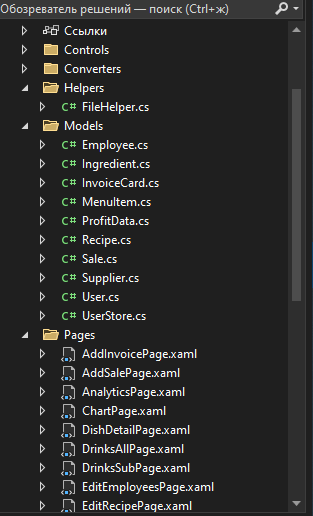 Обозреватель решений — поиск (Ctrl+ж)
Ссылки
Controls
Converters
Helpers
C# FileHelper.cs
Models
C# Employee.cs
C# Ingredient.cs
C# InvoiceCard.cs
C# MenuItem.cs
C# ProfitData.cs
C# Recipe.cs
C# Sale.cs
C# Supplier.cs
C# User.cs
C# UserStore.cs
Pages
AddInvoicePage.xaml
AddSalePage.xaml
AnalyticsPage.xaml
ChartPage.xaml
DishDetailPage.xaml
DrinksAllPage.xaml
DrinksSubPage.xaml
EditEmployeesPage.xaml
EditRecipePage.xaml